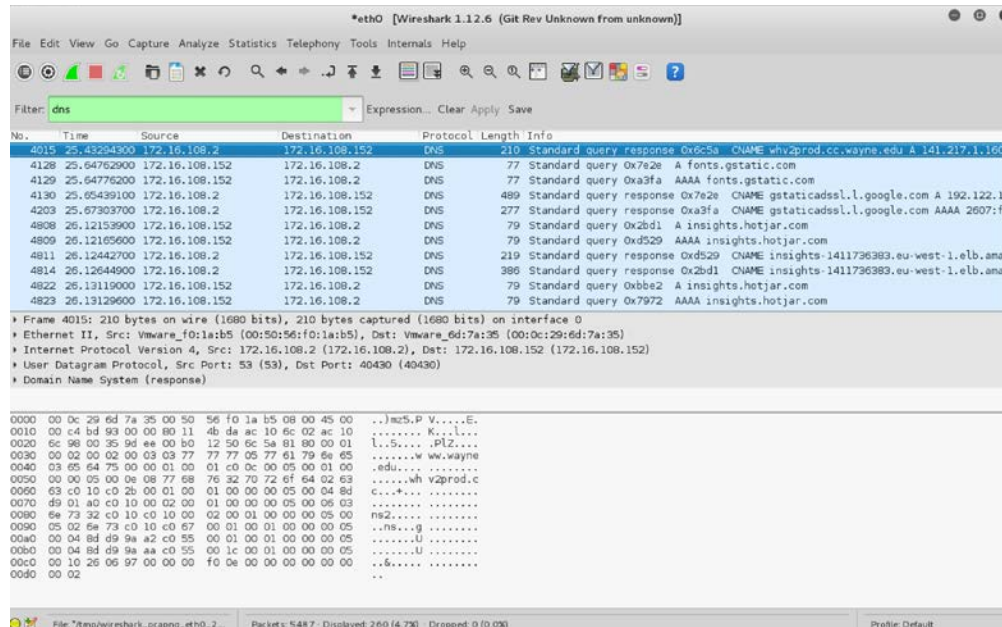 *eth0 [Wireshark 1.12.6 (Git Rev Unknown from unknown)]
File Edit View Go Capture Analyze Statistics Telephony Tools Internals Help
Filter: dns Expression... Clear Apply Save
No. Time Source Destination Protocol Length Info
4015 25.43294300 172.16.108.2 172.16.108.152 DNS 210 Standard query response 0x6c5a CNAME whv2prod.cc.wayne.edu A 141.217.1.160
4128 25.64762900 172.16.108.152 172.16.108.2 DNS 77 Standard query 0x7e2e A fonts.gstatic.com
4129 25.64776200 172.16.108.152 172.16.108.2 DNS 77 Standard query 0xa3fa AAAA fonts.gstatic.com
4130 25.65439100 172.16.108.2 172.16.108.152 DNS 489 Standard query response 0x7e2e CNAME gstaticadssl.l.google.com A 192.122.1
4203 25.67303700 172.16.108.2 172.16.108.152 DNS 277 Standard query response 0xa3fa CNAME gstaticadssl.l.google.com AAAA 2607:f
4808 26.12153900 172.16.108.152 172.16.108.2 DNS 79 Standard query 0x2bd1 A insights.hotjar.com
4809 26.12165600 172.16.108.152 172.16.108.2 DNS 79 Standard query 0xd529 AAAA insights.hotjar.com
4811 26.12442700 172.16.108.2 172.16.108.152 DNS 219 Standard query response 0xd529 CNAME insights-1411736383.eu-west-1.elb.ama
4814 26.12644900 172.16.108.2 172.16.108.152 DNS 386 Standard query response 0x2bd1 CNAME insights-1411736383.eu-west-1.elb.ama
4822 26.13119000 172.16.108.152 172.16.108.2 DNS 79 Standard query 0xbbe2 A insights.hotjar.com
4823 26.13129600 172.16.108.152 172.16.108.2 DNS 79 Standard query 0x7972 AAAA insights.hotjar.com
Frame 4015: 210 bytes on wire (1680 bits), 210 bytes captured (1680 bits) on interface 0
Ethernet II, Src: Vmware_f0:1a:b5 (00:50:56:f0:1a:b5), Dst: Vmware_6d:7a:35 (00:0c:29:6d:7a:35)
Internet Protocol Version 4, Src: 172.16.108.2 (172.16.108.2), Dst: 172.16.108.152 (172.16.108.152)
User Datagram Protocol, Src Port: 53 (53), Dst Port: 40430 (40430)
Domain Name System (response)
0000 00 0c 29 6d 7a 35 00 50 56 f0 1a b5 08 00 45 00 ..)mz5.P V.....E.
0010 00 c4 bd 93 00 00 80 11 4b da ac 10 6c 02 ac 10 ........ K...l...
0020 6c 98 00 35 9d ee 00 b0 12 50 6c 5a 81 80 00 01 l..5.... .PlZ....
0030 00 02 00 02 00 03 03 77 77 77 05 77 61 79 6e 65 .......w ww.wayne
0040 03 65 64 75 00 00 01 00 01 c0 0c 00 05 00 01 00 .edu.... ........
0050 00 00 05 00 0e 08 77 68 76 32 70 72 6f 64 02 63 ......wh v2prod.c
0060 63 c0 10 c0 2b 00 01 00 01 00 00 00 05 00 04 8d c...+... ........
0070 d9 01 a0 c0 10 00 02 00 01 00 00 00 05 00 06 03 ........ ........
0080 6e 73 32 c0 10 c0 10 00 02 00 01 00 00 00 05 00 ns2..... ........
0090 05 02 6e 73 c0 10 c0 67 00 01 00 01 00 00 00 05 ..ns...g ........
00a0 00 04 8d d9 9a a2 c0 55 00 01 00 01 00 00 00 05 .......U ........
00b0 00 04 8d d9 9a aa c0 55 00 1c 00 01 00 00 00 05 .......U ........
00c0 00 10 26 06 97 00 00 00 f0 0e 00 00 00 00 00 00 ..&..... ........
00d0 00 02 ..
File: "/tmp/wireshark_pcapng_eth0_2... Packets: 5487 · Displayed: 260 (4.7%) · Dropped: 0 (0.0%) Profile: Default